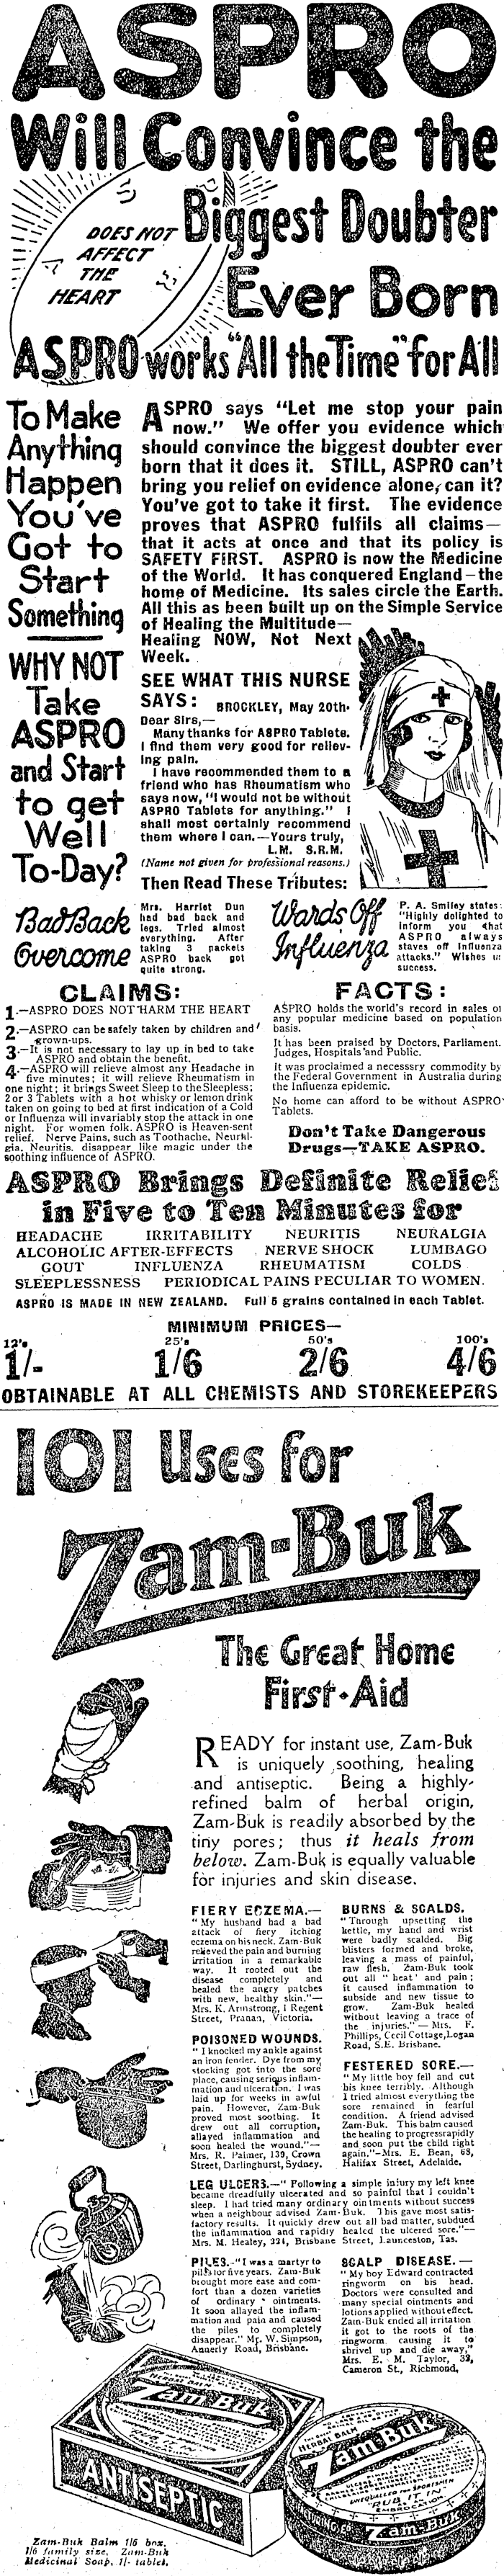 ASPRO
Will Convince the
Biggest Doubter
Ever Born
DOES NOT
AFFECT
THE
HEART
ASPRO works "All the Time" for All
To Make
Anything
Happen
You've
Got to
Start
Something
WHY NOT
Take
ASPRO
and Start
to get
Well
To-Day?
ASPRO says "Let me stop your pain
now." We offer you evidence which
should convince the biggest doubter ever
born that it does it. STILL, ASPRO can't
bring you relief on evidence alone, can it?
You've got to take it first. The evidence
proves that ASPRO fulfils all claims—
that it acts at once and that its policy is
SAFETY FIRST. ASPRO is now the Medicine
of the World. It has conquered England—the
home of Medicine. Its sales circle the Earth.
All this as been built up on the Simple Service
of Healing the Multitude—
Healing NOW, Not Next
Week.
SEE WHAT THIS NURSE
SAYS:
BROCKLEY, May 20th.
Dear Sirs,—
Many thanks for ASPRO Tablets.
I find them very good for reliev-
ing pain.
I have recommended them to a
friend who has Rheumatism who
says now, "I would not be without
ASPRO Tablets for anything." I
shall most certainly recommend
them where I can.—Yours truly,
L.M. S.R.M.
(Name not given for professional reasons.)
Then Read These Tributes:
Bad Back
Overcome
Mrs. Harriet Dun
had bad back and
legs. Tried almost
everything. After
taking 3 packets
ASPRO back got
quite strong.
Wards Off
Influenza
P. A. Smiley states:
"Highly delighted to
inform you that
ASPRO always
staves off Influenza
attacks." Wishes us
success.
CLAIMS:
1.—ASPRO DOES NOT HARM THE HEART
2.—ASPRO can be safely taken by children and
grown-ups.
3.—It is not necessary to lay up in bed to take
ASPRO and obtain the benefit.
4.—ASPRO will relieve almost any Headache in
five minutes; it will relieve Rheumatism in
one night; it brings Sweet Sleep to the Sleepless;
2 or 3 Tablets with a hot whisky or lemon drink
taken on going to bed at first indication of a Cold
or Influenza will invariably stop the attack in one
night. For women folk. ASPRO is Heaven-sent
relief. Nerve Pains, such as Toothache, Neural-
gia, Neuritis, disappear like magic under the
soothing influence of ASPRO.
FACTS:
ASPRO holds the world's record in sales of
any popular medicine based on population
basis.
It has been praised by Doctors, Parliament.
Judges, Hospitals and Public.
It was proclaimed a necessary commodity by
the Federal Government in Australia during
the Influenza epidemic.
No home can afford to be without ASPRO
Tablets.
Don't Take Dangerous
Drugs—TAKE ASPRO.
ASPRO Brings Definite Relief
in Five to Ten Minutes for
HEADACHE IRRITABILITY NEURITIS NEURALGIA
ALCOHOLIC AFTER-EFFECTS NERVE SHOCK LUMBAGO
GOUT INFLUENZA RHEUMATISM COLDS
SLEEPLESSNESS PERIODICAL PAINS PECULIAR TO WOMEN.
ASPRO IS MADE IN NEW ZEALAND. Full 5 grains contained in each Tablet.
MINIMUM PRICES—
12's 25's 50's 100's
1/- 1/6 2/6 4/6
OBTAINABLE AT ALL CHEMISTS AND STOREKEEPERS
101 Uses for
Zam-Buk
The Great Home
First-Aid
READY for instant use, Zam-Buk
is uniquely soothing, healing
and antiseptic. Being a highly-
refined balm of herbal origin,
Zam-Buk is readily absorbed by the
tiny pores; thus it heals from
below. Zam-Buk is equally valuable
for injuries and skin disease.
FIERY ECZEMA.—
"My husband had a bad
attack of fiery itching
eczema on his neck. Zam-Buk
relieved the pain and burning
irritation in a remarkable
way. It rooted out the
disease completely and
healed the angry patches
with new, healthy skin."—
Mrs. K. Armstrong, 1 Regent
Street, Prahan, Victoria.
POISONED WOUNDS.
"I knocked my ankle against
an iron fender. Dye from my
stocking got into the sore
place, causing serious inflam-
mation and ulceration. I was
laid up for weeks in awful
pain. However, Zam-Buk
proved most soothing. It
drew out all corruption,
allayed inflammation and
soon healed the wound."—
Mrs. R. Palmer, 139, Crown
Street, Darlinghurst, Sydney.
BURNS & SCALDS.
"Through upsetting the
kettle, my hand and wrist
were badly scalded. Big
blisters formed and broke,
leaving a mass of painful,
raw flesh. Zam-Buk took
out all "heat' and pain;
it caused inflammation to
subside and new tissue to
grow. Zam-Buk healed
without leaving a trace of
the injuries."—Mrs. F.
Phillips, Cecil Cottage, Logan
Road, S.E. Brisbane.
FESTERED SORE.—
"My little boy fell and cut
his knee terribly. Although
I tried almost everything the
sore remained in fearful
condition. A friend advised
Zam-Buk. This balm caused
the healing to progress rapidly
and soon put the child right
again."—Mrs. E. Bean, 68,
Halifax Street, Adelaide.
LEG ULCERS.—"Following a simple injury my left knee
became dreadfully ulcerated and so painful that I couldn't
sleep. I had tried many ordinary ointments without success
when a neighbour advised Zam-Buk. This gave most satis-
factory results. It quickly drew out all bad matter, subdued
the inflammation and rapidly healed the ulcered sore."—
Mrs. M. Healey, 224, Brisbane Street, Launceston, Tas.
PILES.—"I was a martyr to
piles for five years. Zam-Buk
brought more ease and com-
fort than a dozen varieties
of ordinary ointments.
It soon allayed the inflam-
mation and pain and caused
the piles to completely
disappear." Mr. W. Simpson,
Annerly Road, Brisbane.
SCALP DISEASE.—
"My boy Edward contracted
ringworm on his head.
Doctors were consulted and
many special ointments and
lotions applied without effect.
Zam-Buk ended all irritation
it got to the roots of the
ringworm causing it to
shrivel up and die away,"
Mrs. E. M. Taylor, 32,
Cameron St., Richmond,
Zam-Buk
ANTISEPTIC
HERBAL BALM
Zam-Buk
RUB IT IN
Zam-Buk
Zam-Buk Balm 1/6 box.
1/6 family size. Zam-Buk
Medicinal Soap, 1/- tablet.